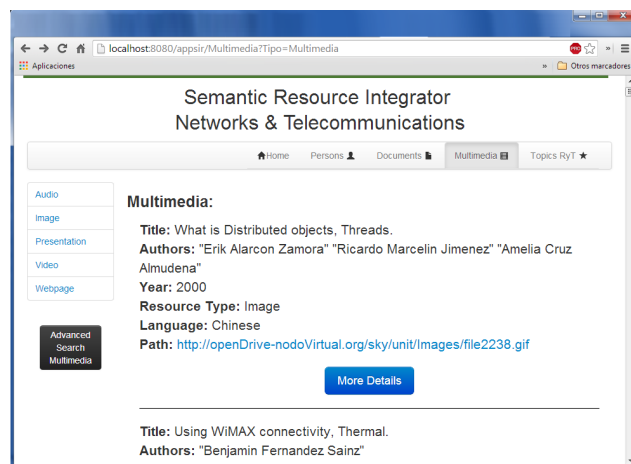 localhost:8080/appsir/Multimedia?Tipo=Multimedia
PRO
Aplicaciones
» Otros marcadores
Semantic Resource Integrator
Networks & Telecommunications
Home Persons Documents Multimedia Topics RyT
Audio
Image
Presentation
Video
Webpage
Advanced
Search
Multimedia
Multimedia:
Title: What is Distributed objects, Threads.
Authors: "Erik Alarcon Zamora" "Ricardo Marcelin Jimenez" "Amelia Cruz
Almudena"
Year: 2000
Resource Type: Image
Language: Chinese
Path: http://openDrive-nodoVirtual.org/sky/unit/Images/file2238.gif
More Details
Title: Using WiMAX connectivity, Thermal.
Authors: "Benjamin Fernandez Sainz"